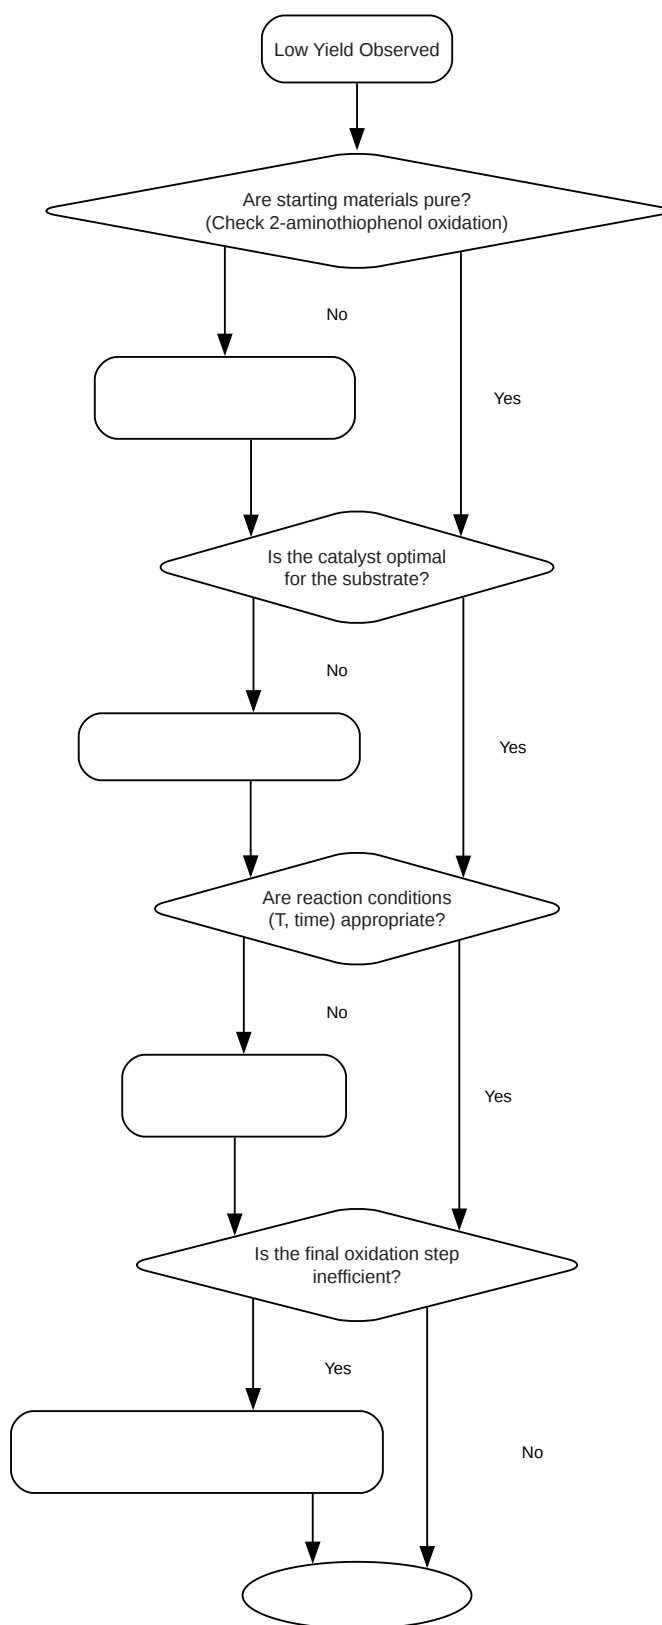 Low Yield Observed
Are starting materials pure?
(Check 2-aminothiophenol oxidation)
No
Yes
Is the catalyst optimal
for the substrate?
No
Yes
Are reaction conditions
(T, time) appropriate?
No
Yes
Is the final oxidation step
inefficient?
Yes
No